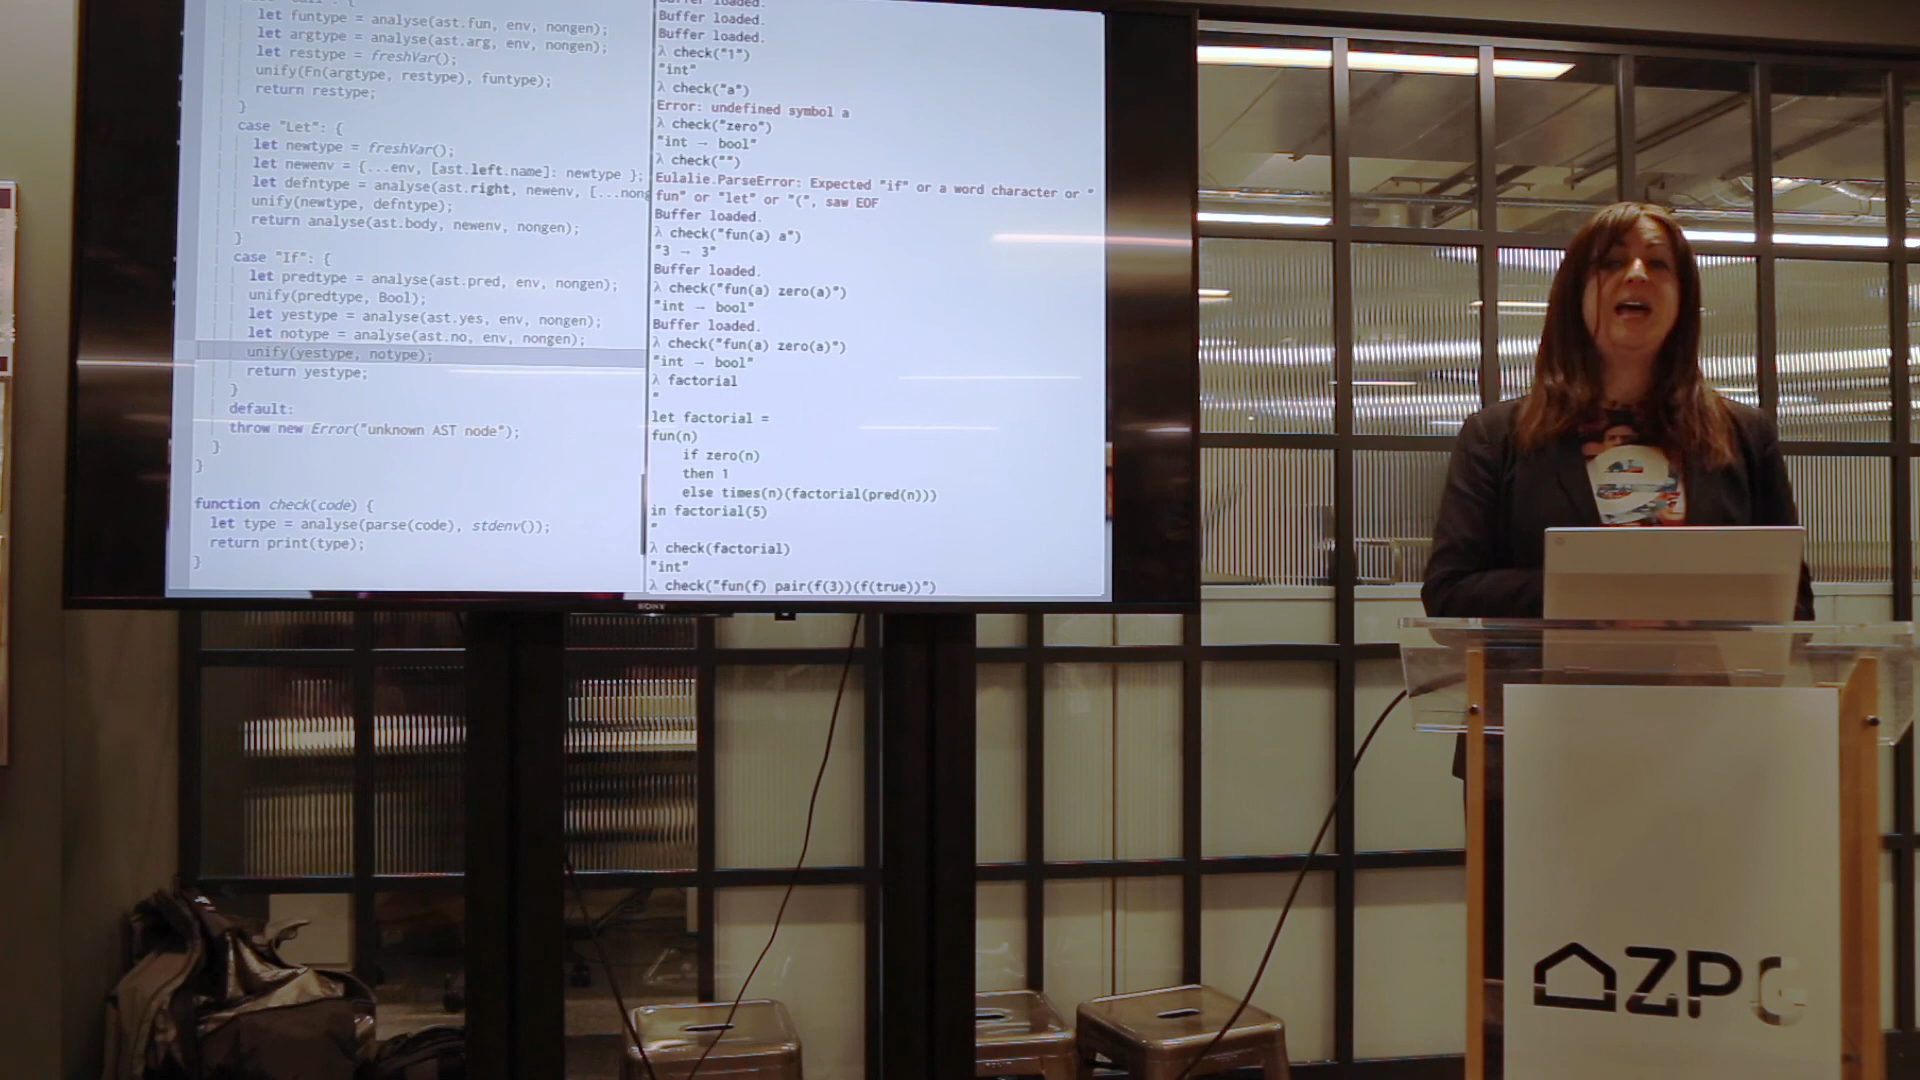 let funtype = analyse(ast.fun, env, nongen);
let argtype = analyse(ast.arg, env, nongen);
let restype = freshVar();
unify(Fn(argtype, restype), funtype);
return restype;
}
case "Let": {
let newtype = freshVar();
let newenv = {...env, [ast.left.name]: newtype };
let defntype = analyse(ast.right, newenv, [...nong
unify(newtype, defntype);
return analyse(ast.body, newenv, nongen);
}
case "If": {
let predtype = analyse(ast.pred, env, nongen);
unify(predtype, Bool);
let yestype = analyse(ast.yes, env, nongen);
let notype = analyse(ast.no, env, nongen);
unify(yestype, notype);
return yestype;
}
default:
throw new Error("unknown AST node");
}
}
function check(code) {
let type = analyse(parse(code), stdenv());
return print(type);
}
Buffer loaded.
Buffer loaded.
Buffer loaded.
λ check("1")
"int"
λ check("a")
Error: undefined symbol a
λ check("zero")
"int → bool"
λ check("")
Eulalie.ParseError: Expected "if" or a word character or "
fun" or "let" or "(", saw EOF
Buffer loaded.
λ check("fun(a) a")
"3 → 3"
Buffer loaded.
λ check("fun(a) zero(a)")
"int → bool"
Buffer loaded.
λ check("fun(a) zero(a)")
"int → bool"
λ factorial
"
let factorial =
fun(n)
if zero(n)
then 1
else times(n)(factorial(pred(n)))
in factorial(5)
"
λ check(factorial)
"int"
λ check("fun(f) pair(f(3))(f(true))")
SONY
ZPG